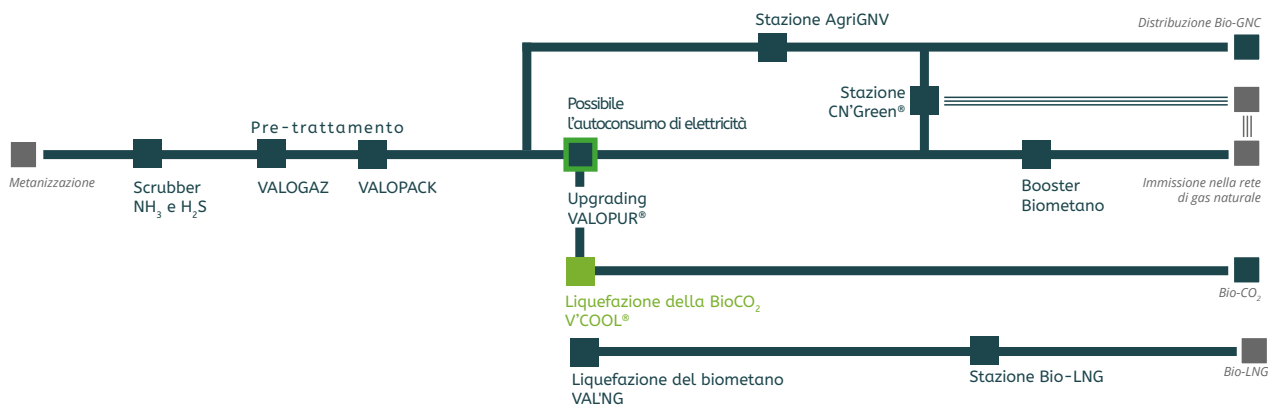 Stazione AgriGNV
Distribuzione Bio-GNC
Possibile
l'autoconsumo di elettricità
Stazione
CN'Green®
Pre-trattamento
Metanizzazione
Scrubber
NH₃ e H₂S
VALOGAZ
VALOPACK
Upgrading
VALOPUR®
Booster
Biometano
Immissione nella rete
di gas naturale
Liquefazione della BioCO₂
V'COOL®
Bio-CO₂
Liquefazione del biometano
VAL'NG
Stazione Bio-LNG
Bio-LNG